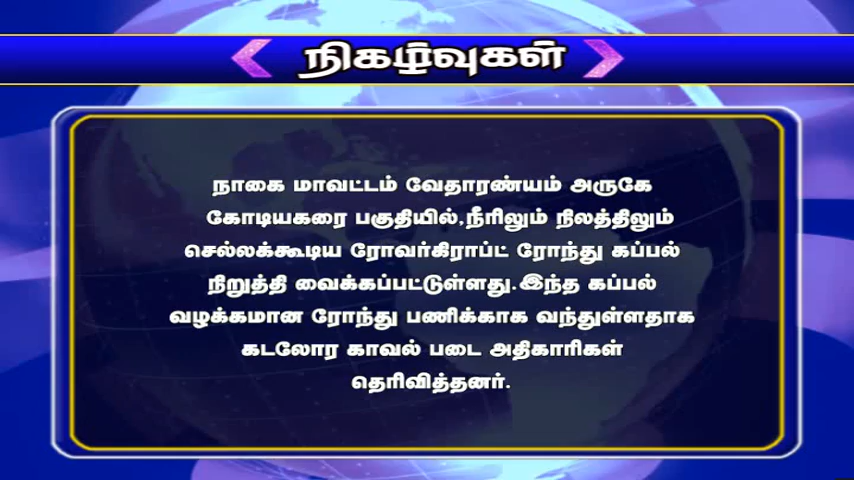 நிகழ்வுகள்
நாகை மாவட்டம் வேதாரண்யம் அருகே
கோடியகரை பகுதியில்,நீரிலும் நிலத்திலும்
செல்லக்கூடிய ரோவர்கிராப்ட் ரோந்து கப்பல்
நிறுத்தி வைக்கப்பட்டுள்ளது.இந்த கப்பல்
வழக்கமான ரோந்து பணிக்காக வந்துள்ளதாக
கடலோர காவல் படை அதிகாரிகள்
தெரிவித்தனர்.